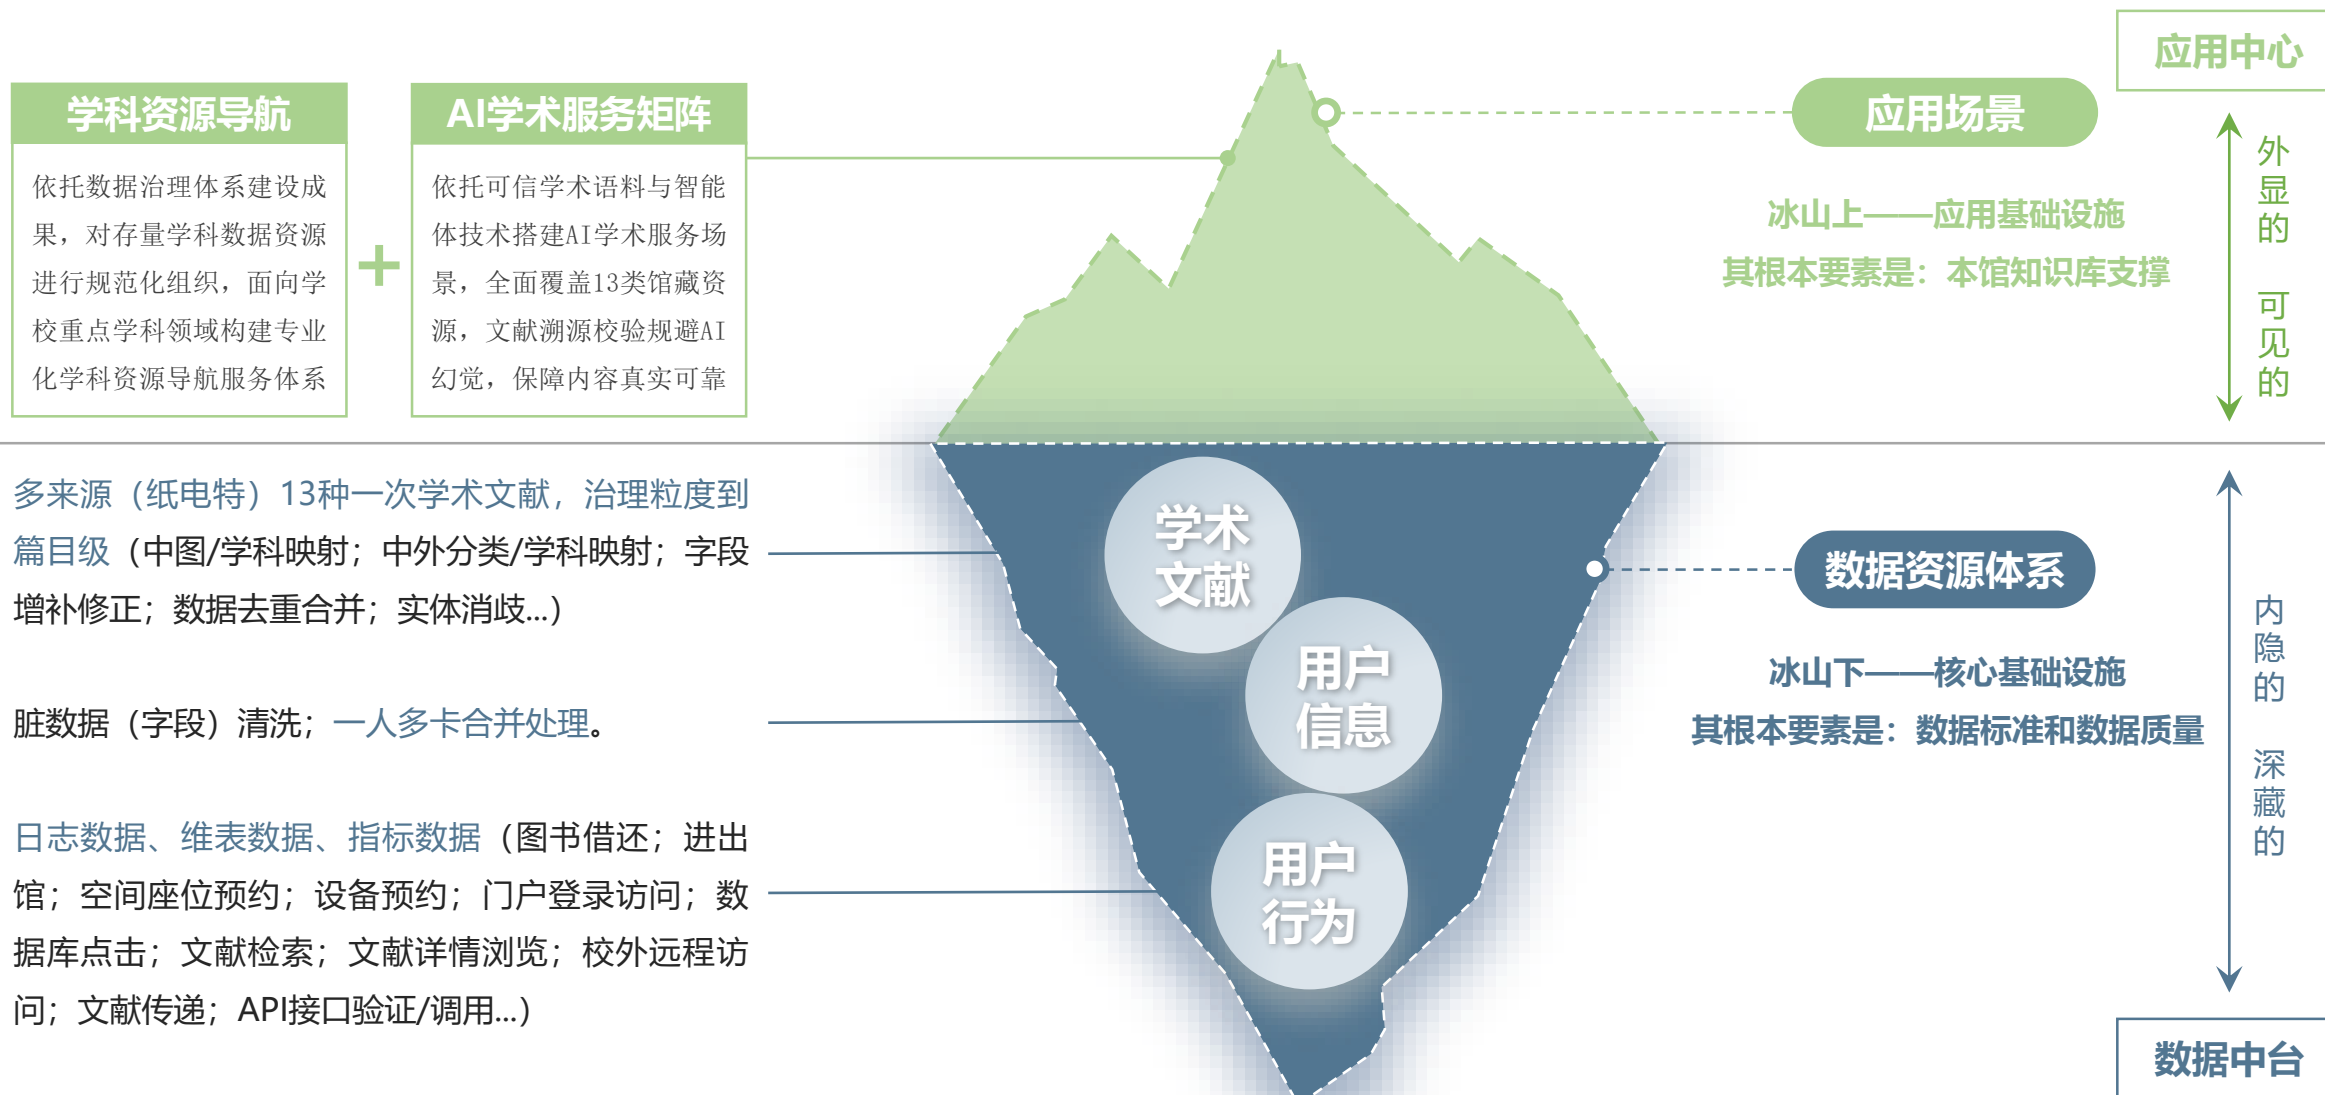 学科资源导航
依托数据治理体系建设成
果，对存量学科数据资源
进行规范化组织，面向学
校重点学科领域构建专业
化学科资源导航服务体系
+
AI学术服务矩阵
依托可信学术语料与智能
体技术搭建AI学术服务场
景，全面覆盖13类馆藏资
源，文献溯源校验规避AI
幻觉，保障内容真实可靠
应用场景
冰山上——应用基础设施
其根本要素是：本馆知识库支撑
应用中心
外显的 可见的
多来源（纸电特）13种一次学术文献，治理粒度到
篇目级（中图/学科映射；中外分类/学科映射；字段
增补修正；数据去重合并；实体消歧...）
脏数据（字段）清洗；一人多卡合并处理。
日志数据、维表数据、指标数据（图书借还；进出
馆；空间座位预约；设备预约；门户登录访问；数
据库点击；文献检索；文献详情浏览；校外远程访
问；文献传递；API接口验证/调用...）
学术
文献
用户
信息
用户
行为
数据资源体系
冰山下——核心基础设施
其根本要素是：数据标准和数据质量
内隐的 深藏的
数据中台